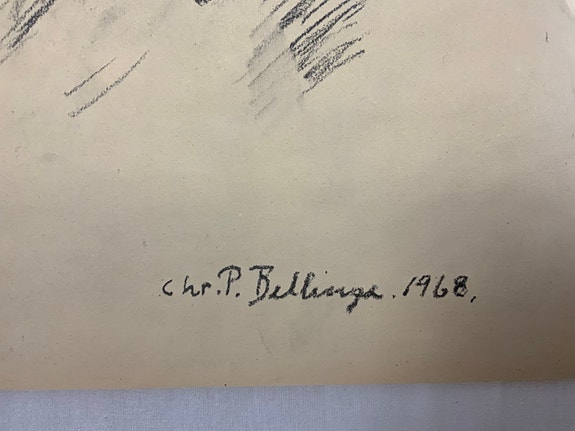 chr. P. Bellinga. 1968.